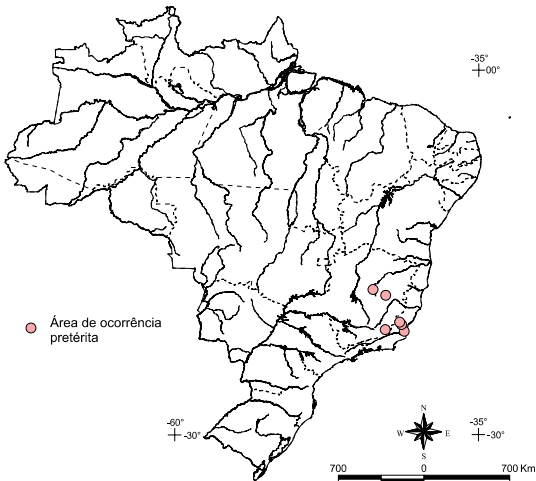 -35°
00°
Área de ocorrência
pretérita
-60°
-30°
N
W E
S
-35°
-30°
700 0 700 Km